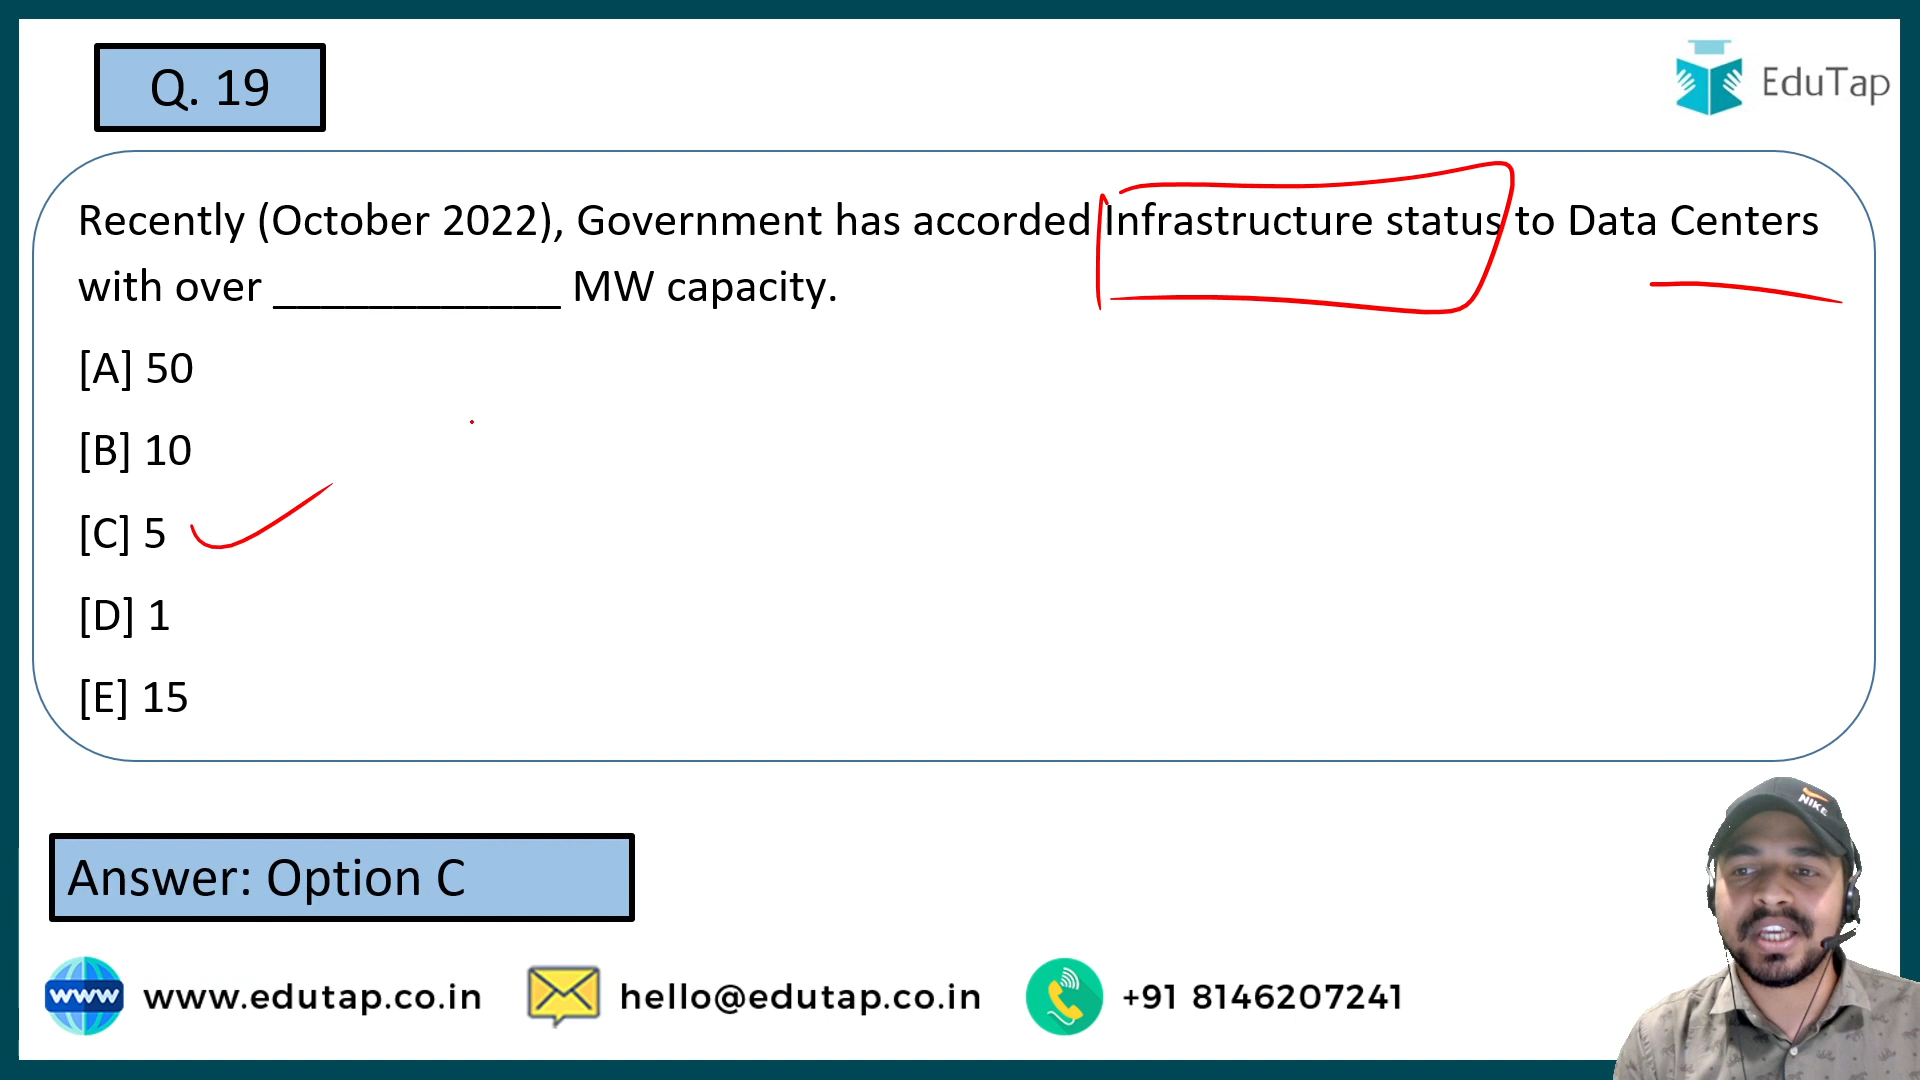 Q. 19
EduTap
Recently (October 2022), Government has accorded Infrastructure status to Data Centers
with over ____________ MW capacity.
[A] 50
[B] 10
[C] 5
[D] 1
[E] 15
NIKE
Answer: Option C
www www.edutap.co.in hello@edutap.co.in +91 8146207241